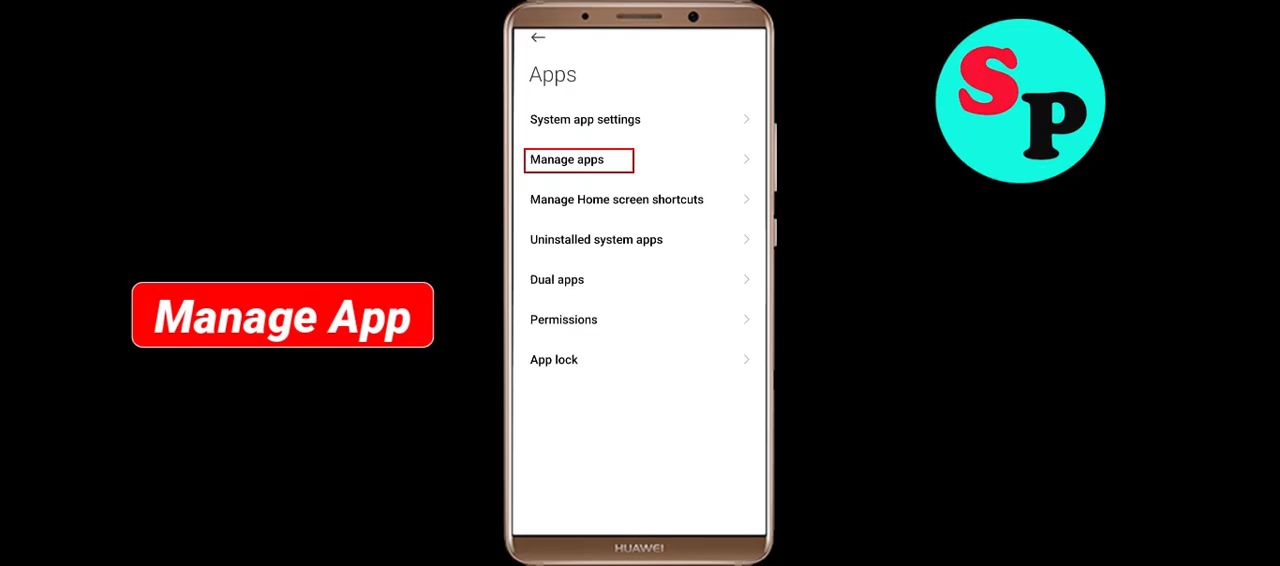 Apps
System app settings
Manage apps
Manage Home screen shortcuts
Uninstalled system apps
Dual apps
Permissions
App lock
HUAWEI
Manage App
SP